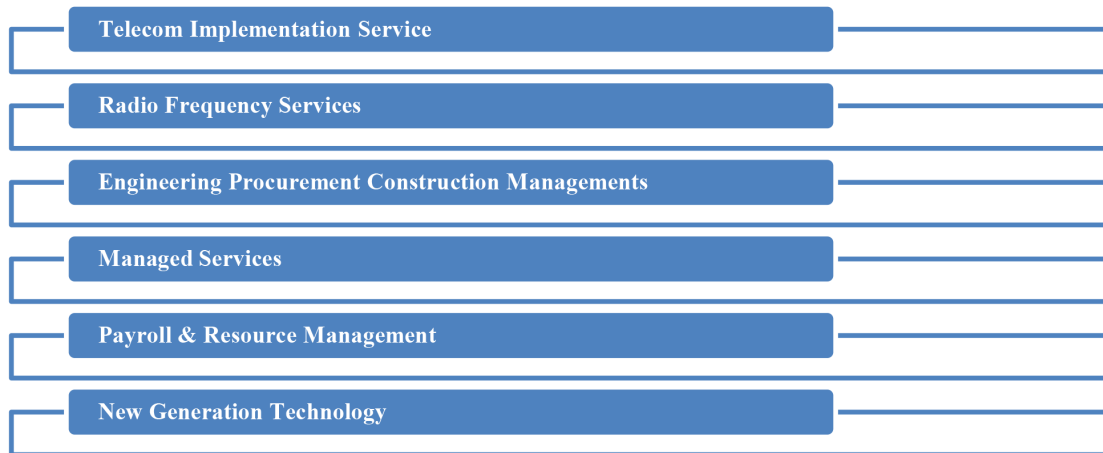 Telecom Implementation Service
Radio Frequency Services
Engineering Procurement Construction Managements
Managed Services
Payroll & Resource Management
New Generation Technology